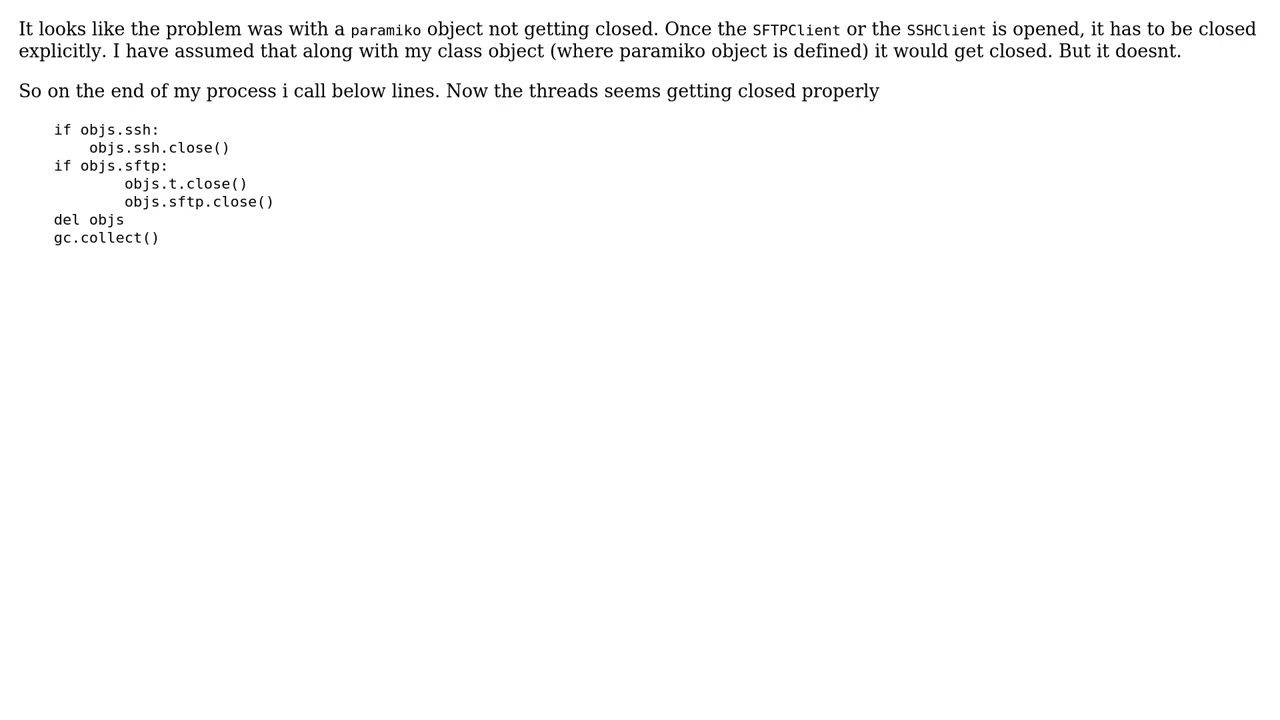 It looks like the problem was with a paramiko object not getting closed. Once the SFTPClient or the SSHClient is opened, it has to be closed
explicitly. I have assumed that along with my class object (where paramiko object is defined) it would get closed. But it doesnt.
So on the end of my process i call below lines. Now the threads seems getting closed properly
if objs.ssh:
    objs.ssh.close()
if objs.sftp:
        objs.t.close()
        objs.sftp.close()
del objs
gc.collect()